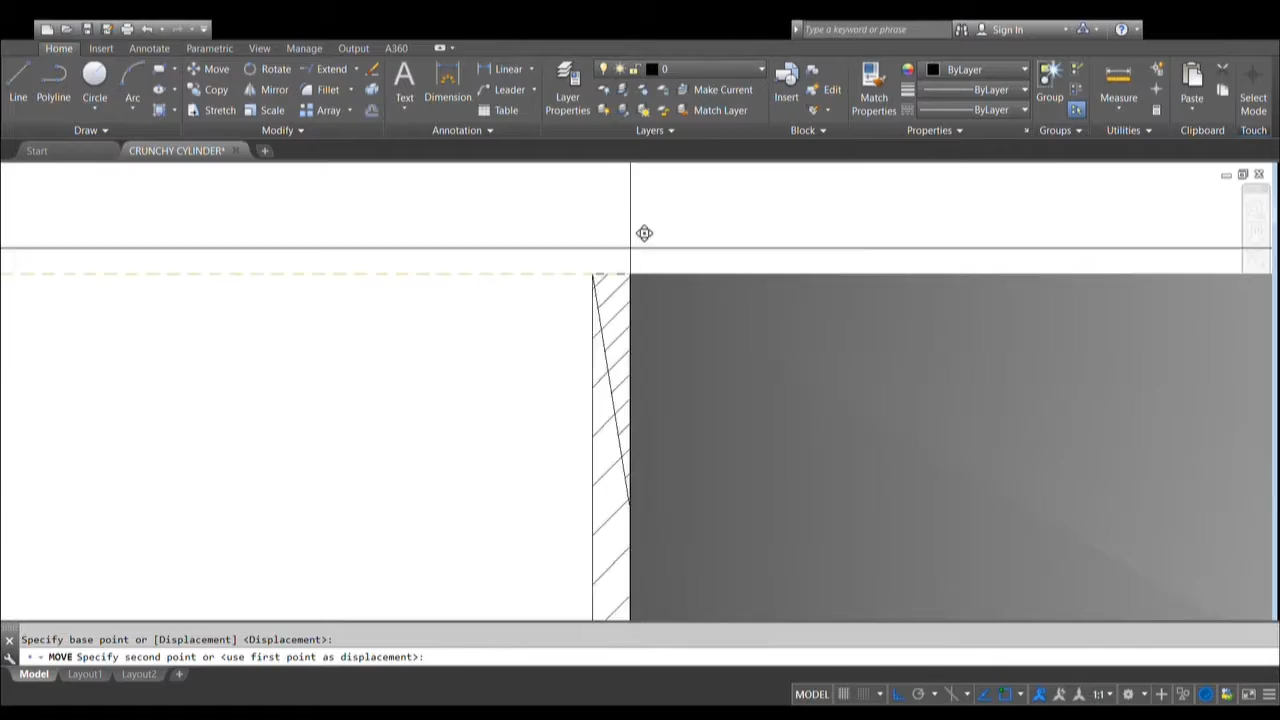 Type a keyword or phrase Sign In
Home Insert Annotate Parametric View Manage Output A360
Move Rotate Extend Linear 0 ByLayer
Copy Mirror Fillet Leader Make Current Edit ByLayer
Line Polyline Circle Arc Text Dimension Layer Properties Insert Match Properties Group Measure Paste Select Mode
Stretch Scale Array Table Match Layer ByLayer
Draw Modify Annotation Layers Block Properties Groups Utilities Clipboard Touch
Start CRUNCHY CYLINDER*
Specify base point or [Displacement] <Displacement>:
MOVE Specify second point or <use first point as displacement>:
Model Layout1 Layout2
MODEL 1:1